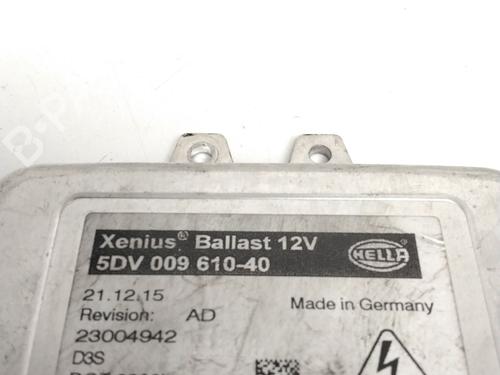 Xenius® Ballast 12V
5DV 009 610-40
HELLA
21.12.15
Made in Germany
Revision: AD
23004942
D3S